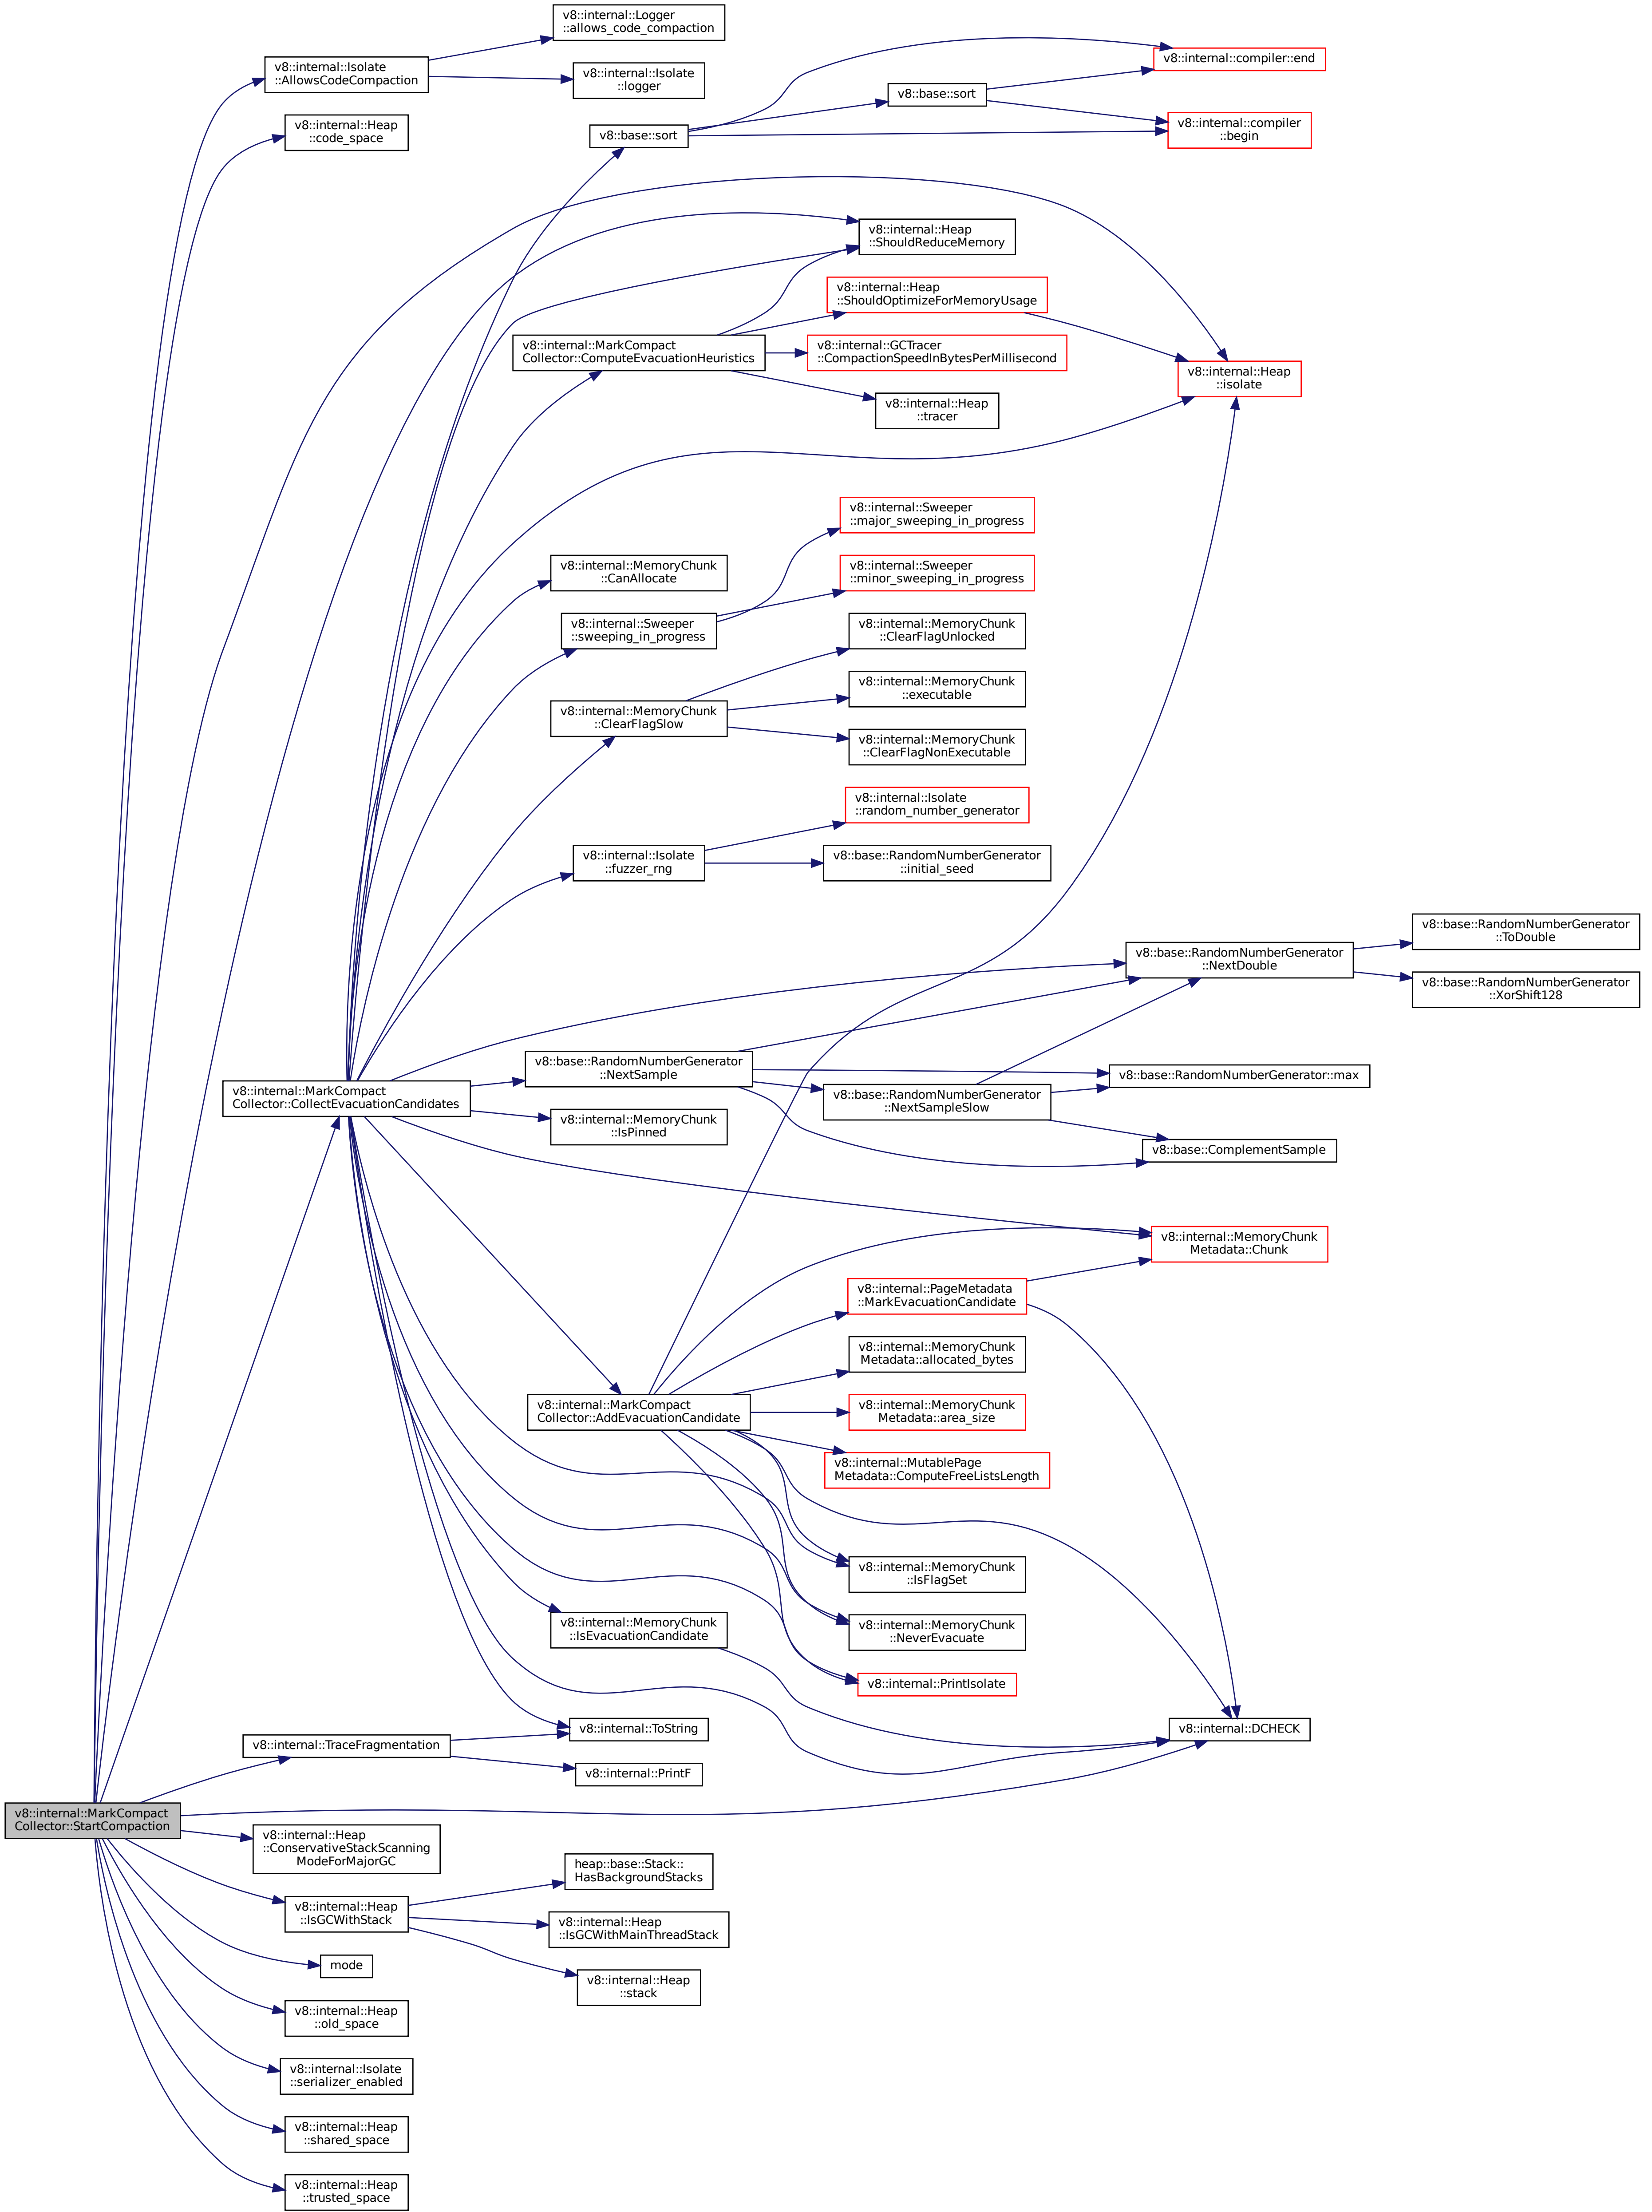 v8::internal::Logger
::allows_code_compaction
v8::internal::Isolate
::AllowsCodeCompaction
v8::internal::Isolate
::logger
v8::internal::compiler::end
v8::base::sort
v8::internal::Heap
::code_space
v8::base::sort
v8::internal::compiler
::begin
v8::internal::Heap
::ShouldReduceMemory
v8::internal::Heap
::ShouldOptimizeForMemoryUsage
v8::internal::MarkCompact
Collector::ComputeEvacuationHeuristics
v8::internal::GCTracer
::CompactionSpeedInBytesPerMillisecond
v8::internal::Heap
::isolate
v8::internal::Heap
::tracer
v8::internal::Sweeper
::major_sweeping_in_progress
v8::internal::MemoryChunk
::CanAllocate
v8::internal::Sweeper
::minor_sweeping_in_progress
v8::internal::Sweeper
::sweeping_in_progress
v8::internal::MemoryChunk
::ClearFlagUnlocked
v8::internal::MemoryChunk
::executable
v8::internal::MemoryChunk
::ClearFlagSlow
v8::internal::MemoryChunk
::ClearFlagNonExecutable
v8::internal::Isolate
::random_number_generator
v8::internal::Isolate
::fuzzer_rng
v8::base::RandomNumberGenerator
::initial_seed
v8::base::RandomNumberGenerator
::ToDouble
v8::base::RandomNumberGenerator
::NextDouble
v8::base::RandomNumberGenerator
::XorShift128
v8::internal::MarkCompact
Collector::CollectEvacuationCandidates
v8::base::RandomNumberGenerator
::NextSample
v8::base::RandomNumberGenerator::max
v8::base::RandomNumberGenerator
::NextSampleSlow
v8::internal::MemoryChunk
::IsPinned
v8::base::ComplementSample
v8::internal::MemoryChunk
Metadata::Chunk
v8::internal::PageMetadata
::MarkEvacuationCandidate
v8::internal::MemoryChunk
Metadata::allocated_bytes
v8::internal::MarkCompact
Collector::AddEvacuationCandidate
v8::internal::MemoryChunk
Metadata::area_size
v8::internal::MutablePage
Metadata::ComputeFreeListsLength
v8::internal::MemoryChunk
::IsFlagSet
v8::internal::MemoryChunk
::IsEvacuationCandidate
v8::internal::MemoryChunk
::NeverEvacuate
v8::internal::PrintIsolate
v8::internal::ToString
v8::internal::DCHECK
v8::internal::TraceFragmentation
v8::internal::PrintF
v8::internal::MarkCompact
Collector::StartCompaction
v8::internal::Heap
::ConservativeStackScanning
ModeForMajorGC
heap::base::Stack::
HasBackgroundStacks
v8::internal::Heap
::IsGCWithStack
v8::internal::Heap
::IsGCWithMainThreadStack
mode
v8::internal::Heap
::stack
v8::internal::Heap
::old_space
v8::internal::Isolate
::serializer_enabled
v8::internal::Heap
::shared_space
v8::internal::Heap
::trusted_space